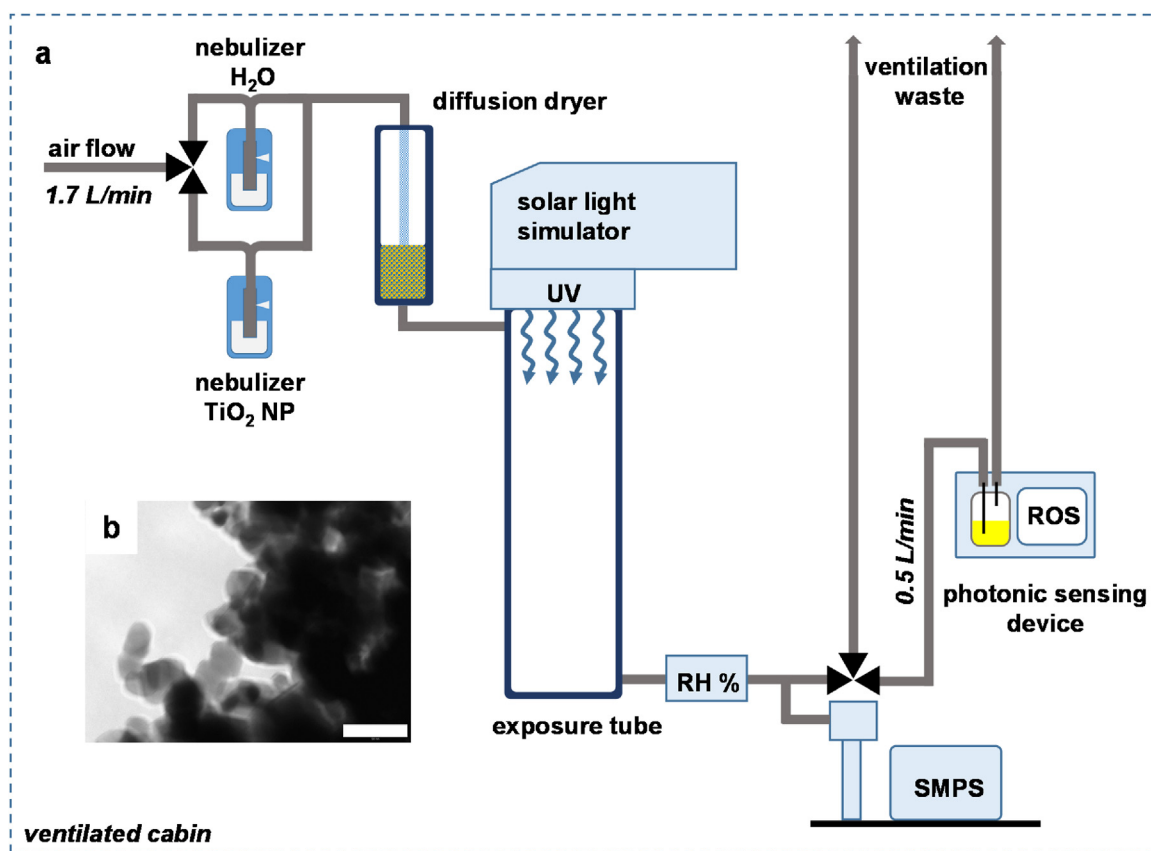 a
nebulizer
H₂O
air flow
1.7 L/min
nebulizer
TiO₂ NP
diffusion dryer
solar light
simulator
UV
exposure tube
RH %
ventilation
waste
0.5 L/min
ROS
photonic sensing
device
SMPS
b
ventilated cabin